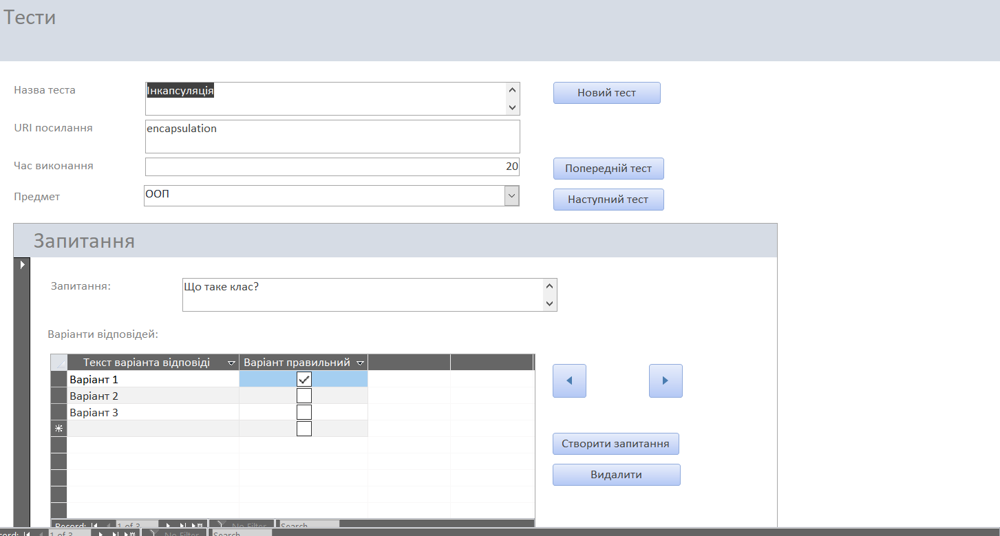 Тести
Назва теста
Інкапсуляція
Новий тест
URI посилання
encapsulation
Час виконання
20
Попередній тест
Предмет
ООП
Наступний тест
Запитання
Запитання:
Що таке клас?
Варіанти відповідей:
Текст варіанта відповіді Варіант правильний
Варіант 1
Варіант 2
Варіант 3
Створити запитання
Видалити
Record: 1 of 3 No Filter Search
cord: 1 of 3 No Filter Search